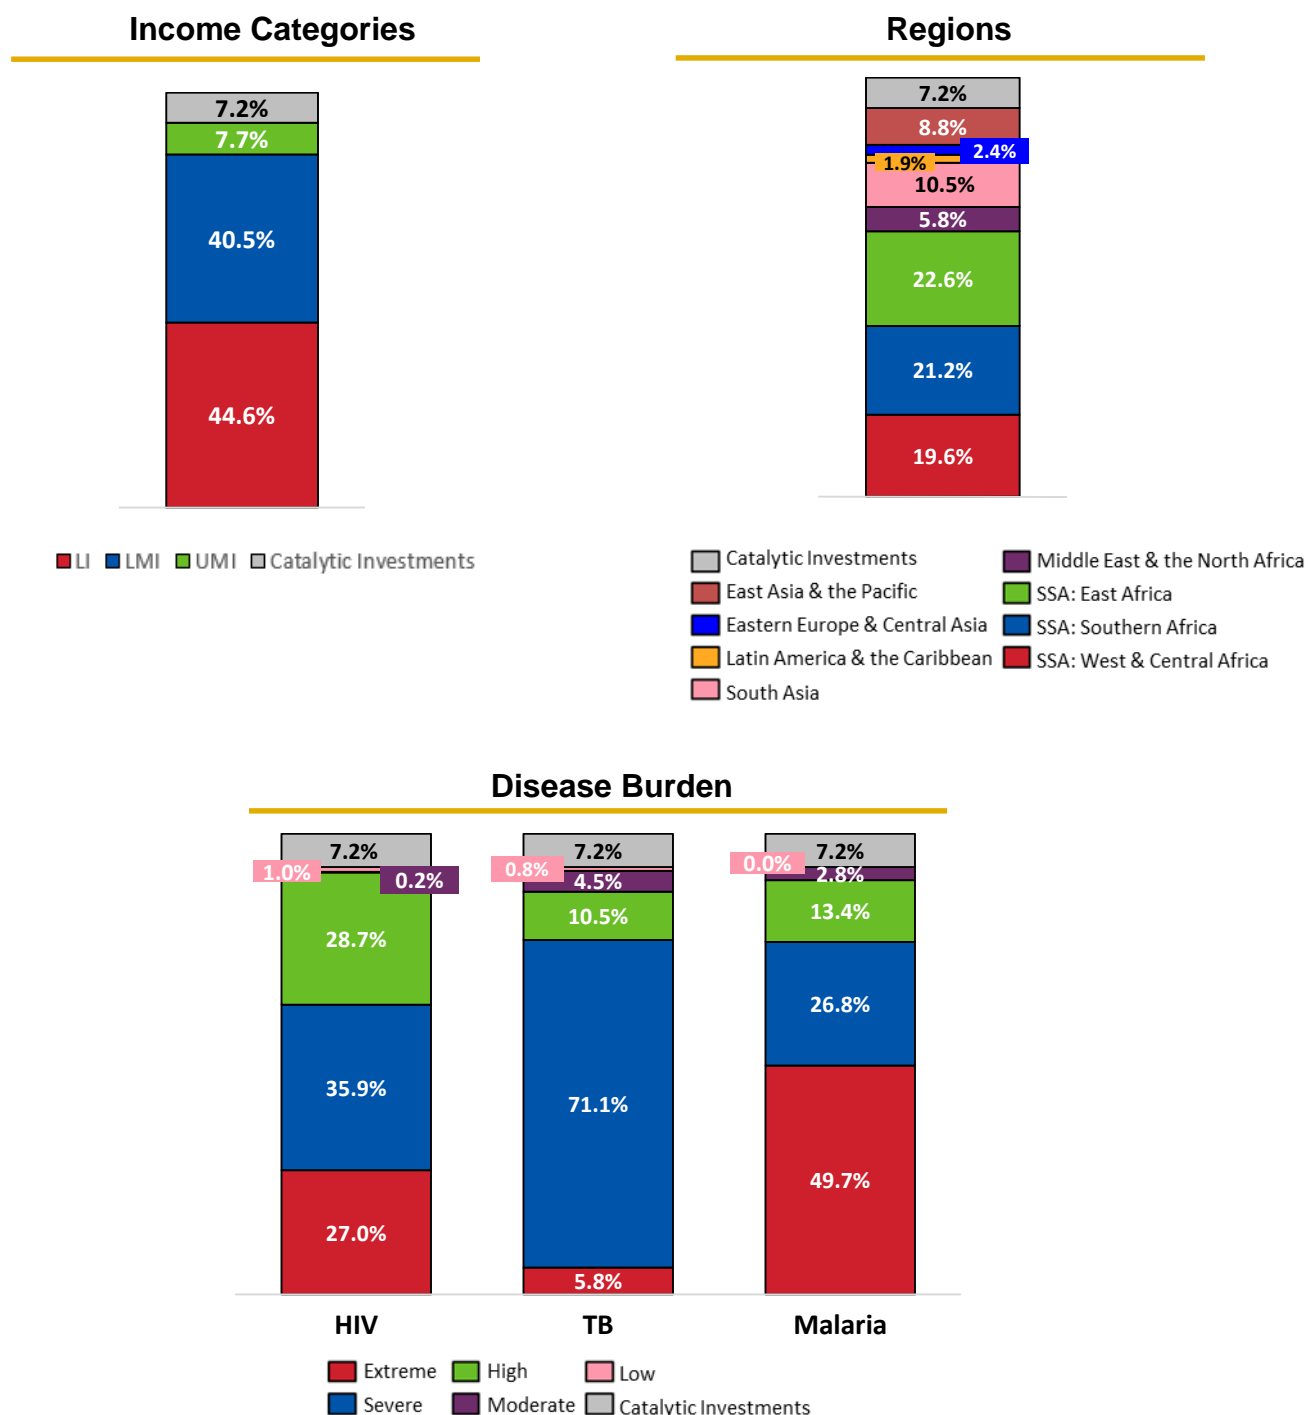 Income Categories
7.2%
7.7%
40.5%
44.6%
LI LMI UMI Catalytic Investments
Regions
7.2%
8.8%
2.4%
1.9%
10.5%
5.8%
22.6%
21.2%
19.6%
Catalytic Investments
East Asia & the Pacific
Eastern Europe & Central Asia
Latin America & the Caribbean
South Asia
Middle East & the North Africa
SSA: East Africa
SSA: Southern Africa
SSA: West & Central Africa
Disease Burden
7.2%
1.0%
0.2%
28.7%
35.9%
27.0%
HIV
7.2%
0.8%
4.5%
10.5%
71.1%
5.8%
TB
7.2%
0.0%
2.8%
13.4%
26.8%
49.7%
Malaria
Extreme High Low
Severe Moderate Catalytic Investments